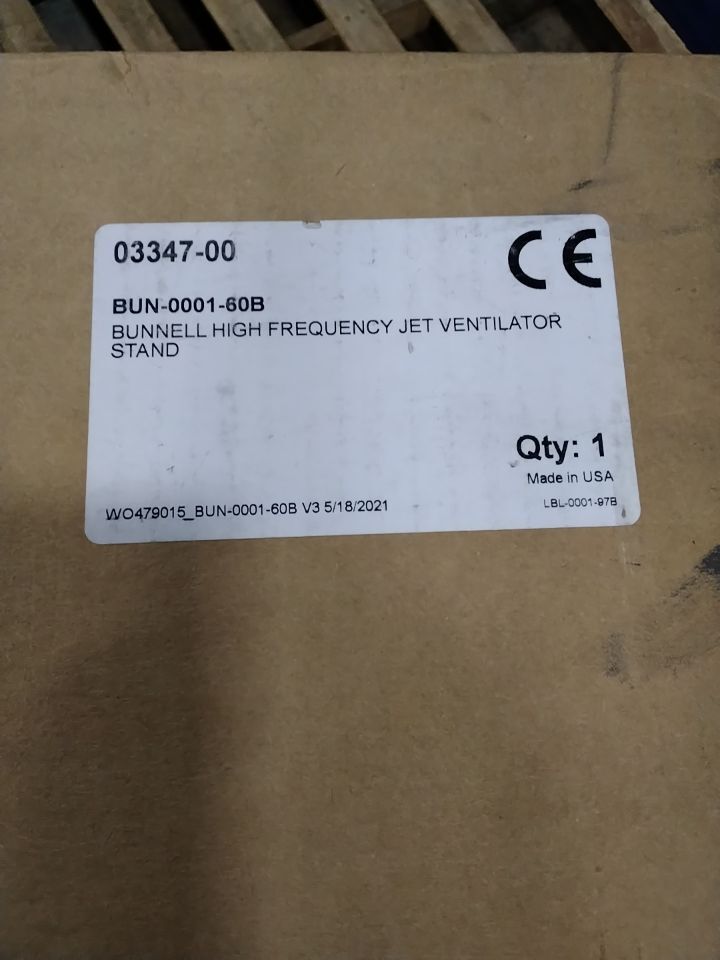 03347-00
CE
BUN-0001-60B
BUNNELL HIGH FREQUENCY JET VENTILATOR
STAND
Qty: 1
Made in USA
WO479015_BUN-0001-60B V3 5/18/2021
LBL-0001-97B